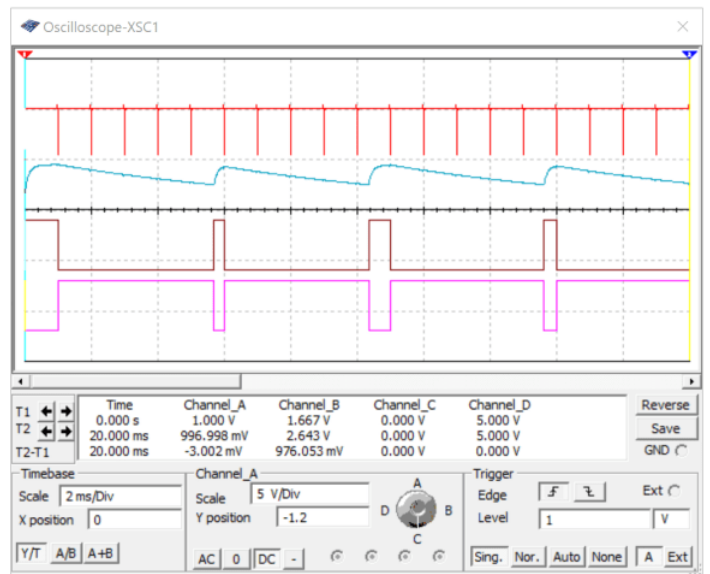 Oscilloscope-XSC1
Time Channel_A Channel_B Channel_C Channel_D
T1 0.000 s 1.000 V 1.667 V 0.000 V 5.000 V
T2 20.000 ms 996.998 mV 2.643 V 0.000 V 5.000 V
T2-T1 20.000 ms -3.002 mV 976.053 mV 0.000 V 0.000 V
Reverse
Save
GND
Timebase
Scale 2 ms/Div
X position 0
Y/T A/B A+B
Channel_A
Scale 5 V/Div
Y position -1.2
AC 0 DC -
A
D B
C
Trigger
Edge Ext
Level 1 V
Sing. Nor. Auto None A Ext